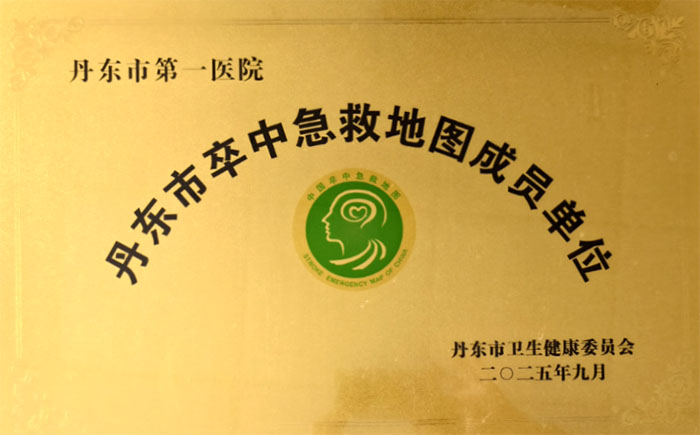 丹东市第一医院
丹东市卒中急救地图成员单位
中国卒中急救地图
STROKE EMERGENCY MAP OF CHINA
丹东市卫生健康委员会
二〇二五年九月